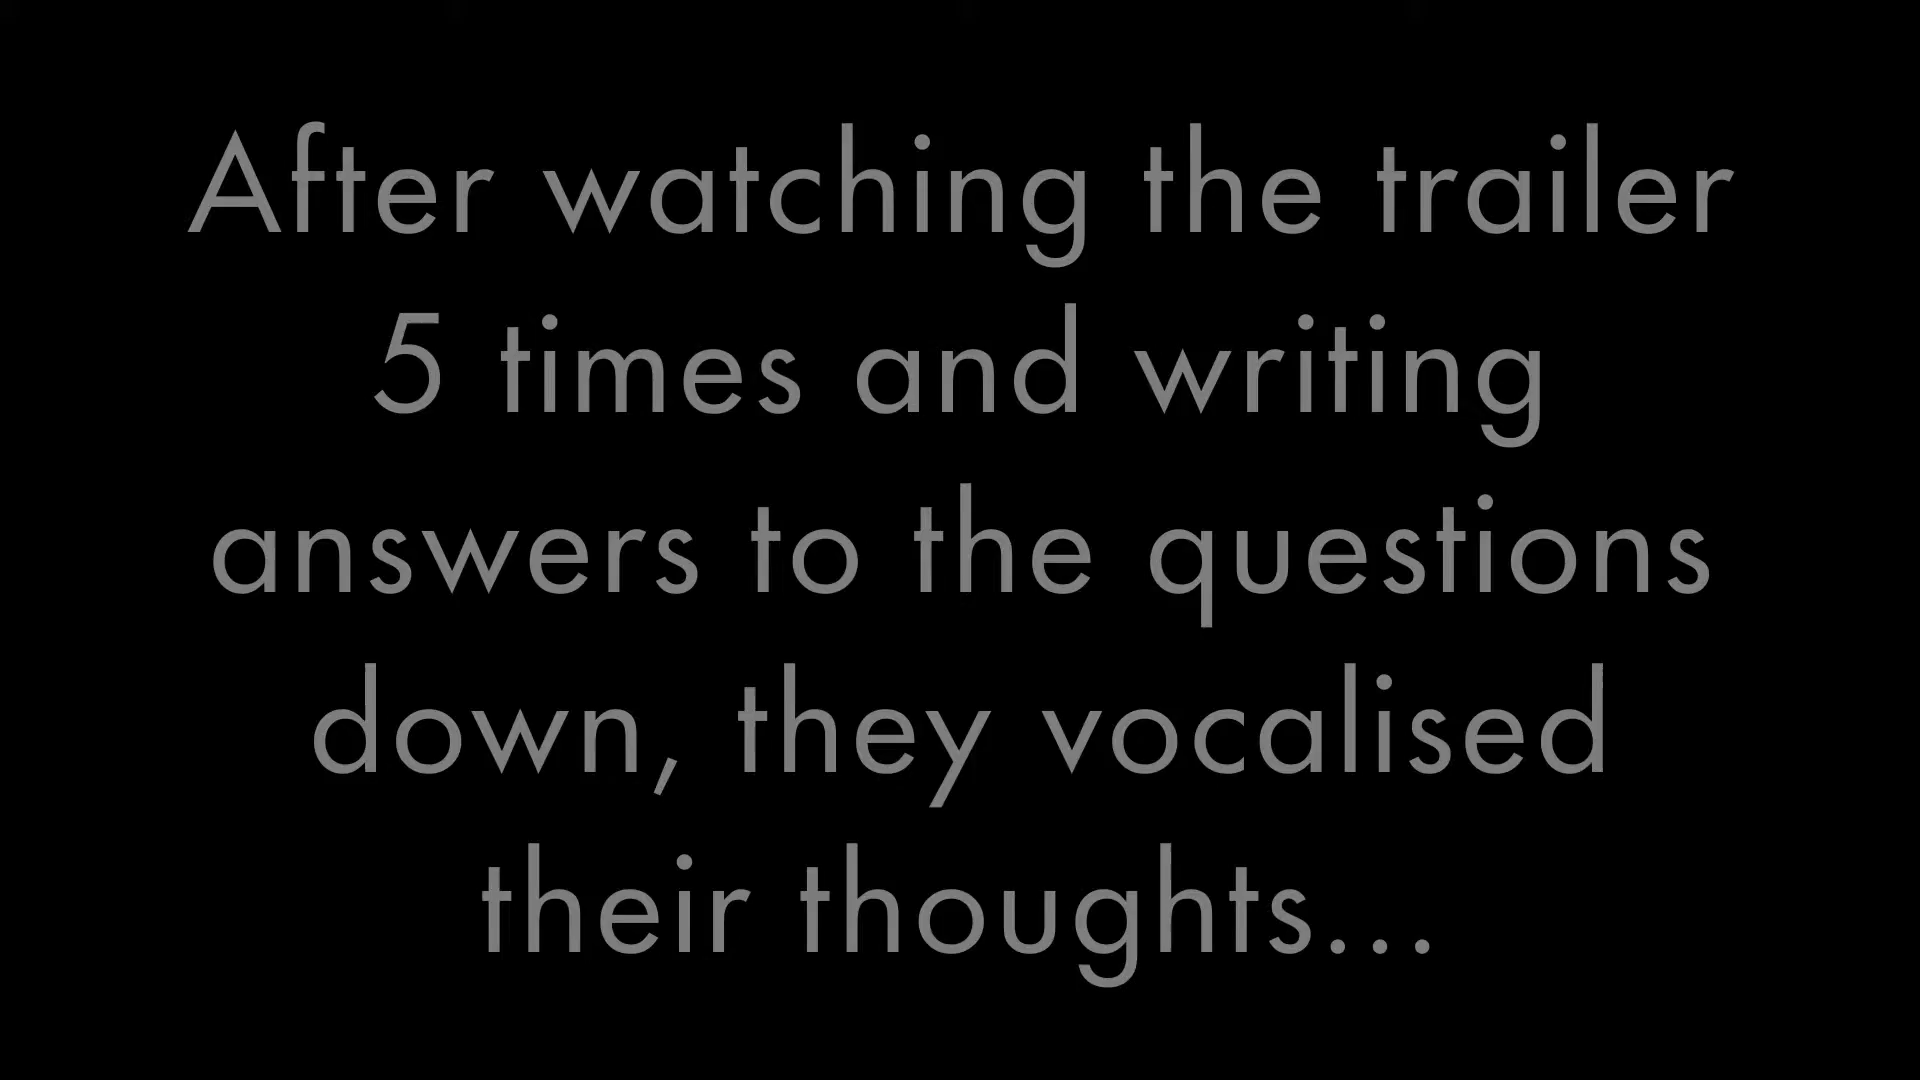 After watching the trailer
5 times and writing
answers to the questions
down, they vocalised
their thoughts...